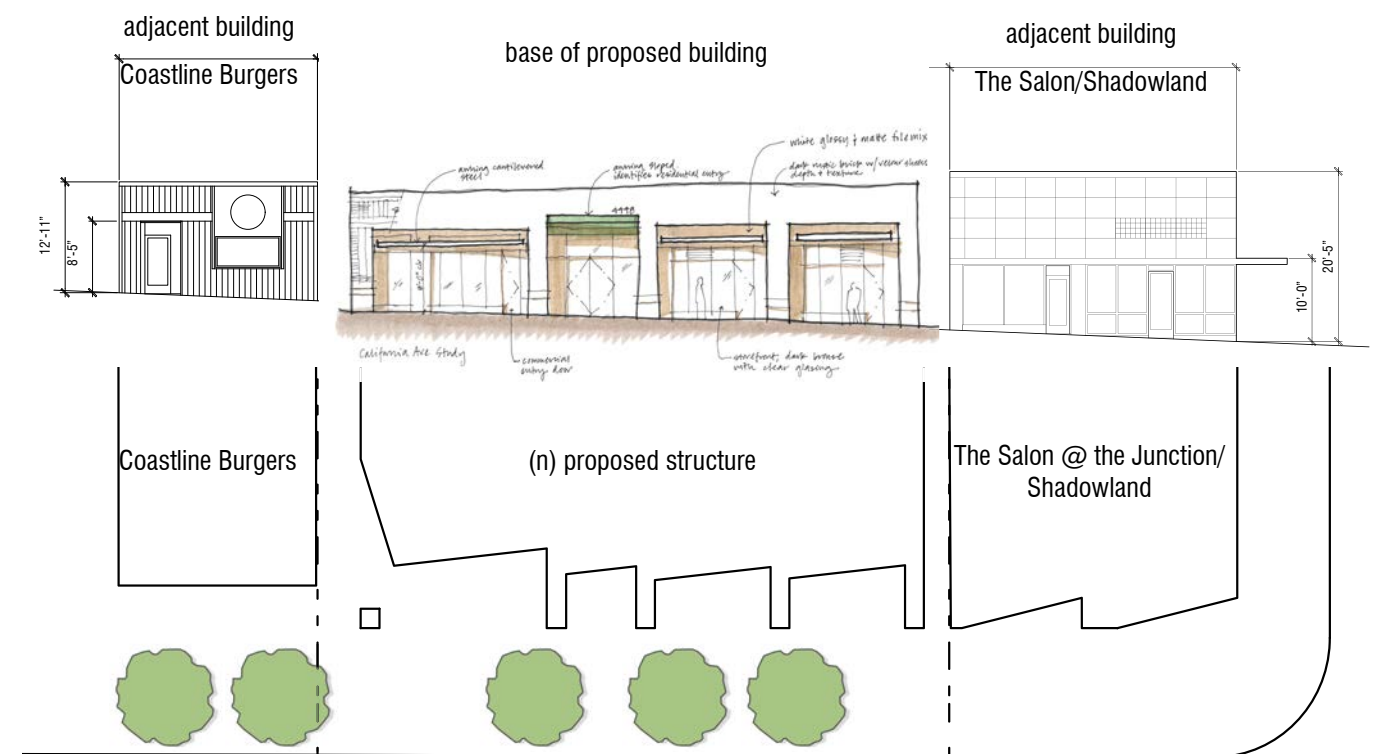 adjacent building
Coastline Burgers
base of proposed building
adjacent building
The Salon/Shadowland
white glossy & matte tile mix
awning cantilevered
steel
awning sloped
identifies residential entry
dark rustic brick w/
depth + texture
12'-11"
8'-5"
20'-5"
10'-0"
California Ave Study
commercial
entry door
storefront, dark bronze
with clear glazing
Coastline Burgers
(n) proposed structure
The Salon @ the Junction/
Shadowland